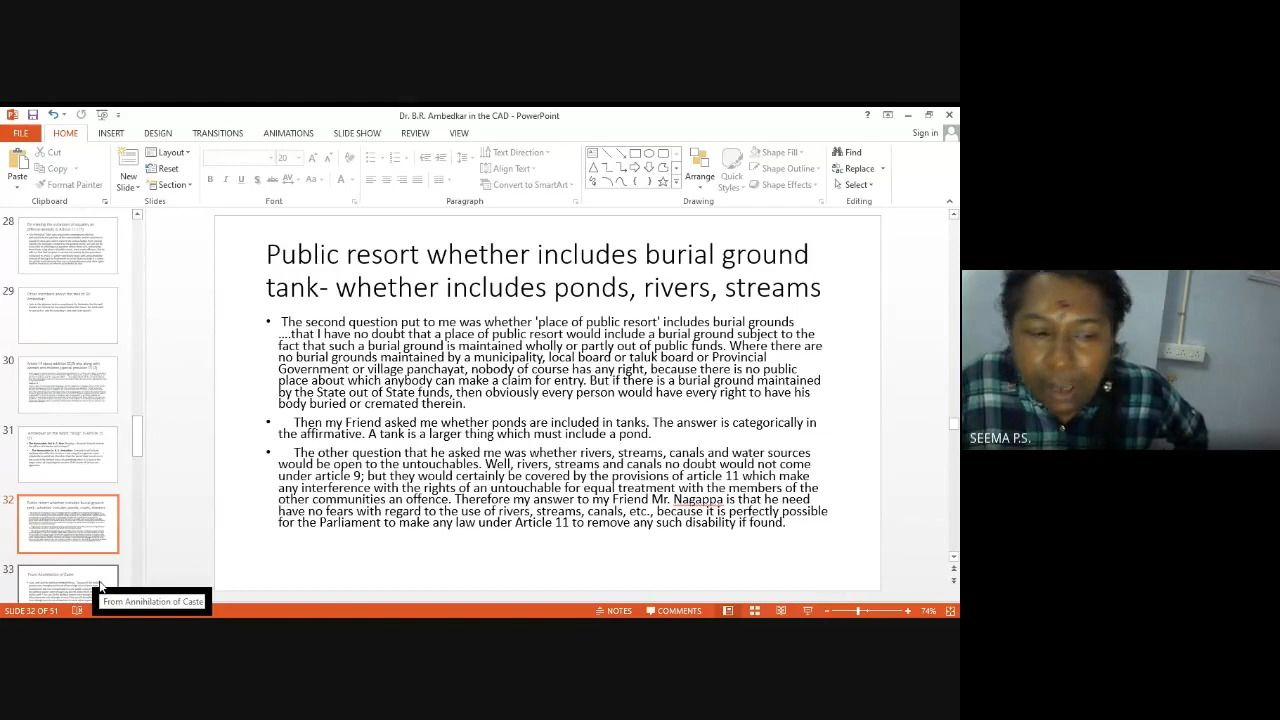 Dr. B.R. Ambedkar in the CAD - PowerPoint
FILE HOME INSERT DESIGN TRANSITIONS ANIMATIONS SLIDE SHOW REVIEW VIEW Sign in
Paste
Cut
Copy
Format Painter
Clipboard
New Slide
Layout
Reset
Section
Slides
20
Font
Text Direction
Align Text
Convert to SmartArt
Paragraph
Arrange
Quick Styles
Shape Fill
Shape Outline
Shape Effects
Drawing
Find
Replace
Select
Editing
28
29
30
31
32
33
Public resort whether includes burial ground
tank- whether includes ponds, rivers, streams
• The second question put to me was whether 'place of public resort' includes burial grounds
….that I have no doubt that a place of public resort would include a burial ground subject to the
fact that such a burial ground is maintained wholly or partly out of public funds. Where there are
no burial grounds maintained by a municipality, local board or taluk board or Provincial
Government or village panchayat, nobody of course has any right, because there is no public
place about which anybody can make a claim for entry. But if there is a burial ground maintained
by the State out of State funds, then obviously every person would have every right to have his
body buried or cremated therein.
• Then my Friend asked me whether ponds are included in tanks. The answer is categorically in
the affirmative. A tank is a larger thing which must include a pond.
• The other question that he asked me was whether rivers, streams, canals and water sources
would be open to the untouchables. Well, rivers, streams and canals no doubt would not come
under article 9; but they would certainly be covered by the provisions of article 11 which make
any interference with the rights of an untouchable for equal treatment with the members of the
other communities an offence. Therefore my answer to my Friend Mr. Nagappa is that he need
have no fear with regard to the use rivers, streams, canals, etc., because it is perfectly possible
for the Parliament to make any law under Article 11 to remove any such disability if found.
From Annihilation of Caste
SLIDE 32 OF 51 NOTES COMMENTS 74%
SEEMA P.S.